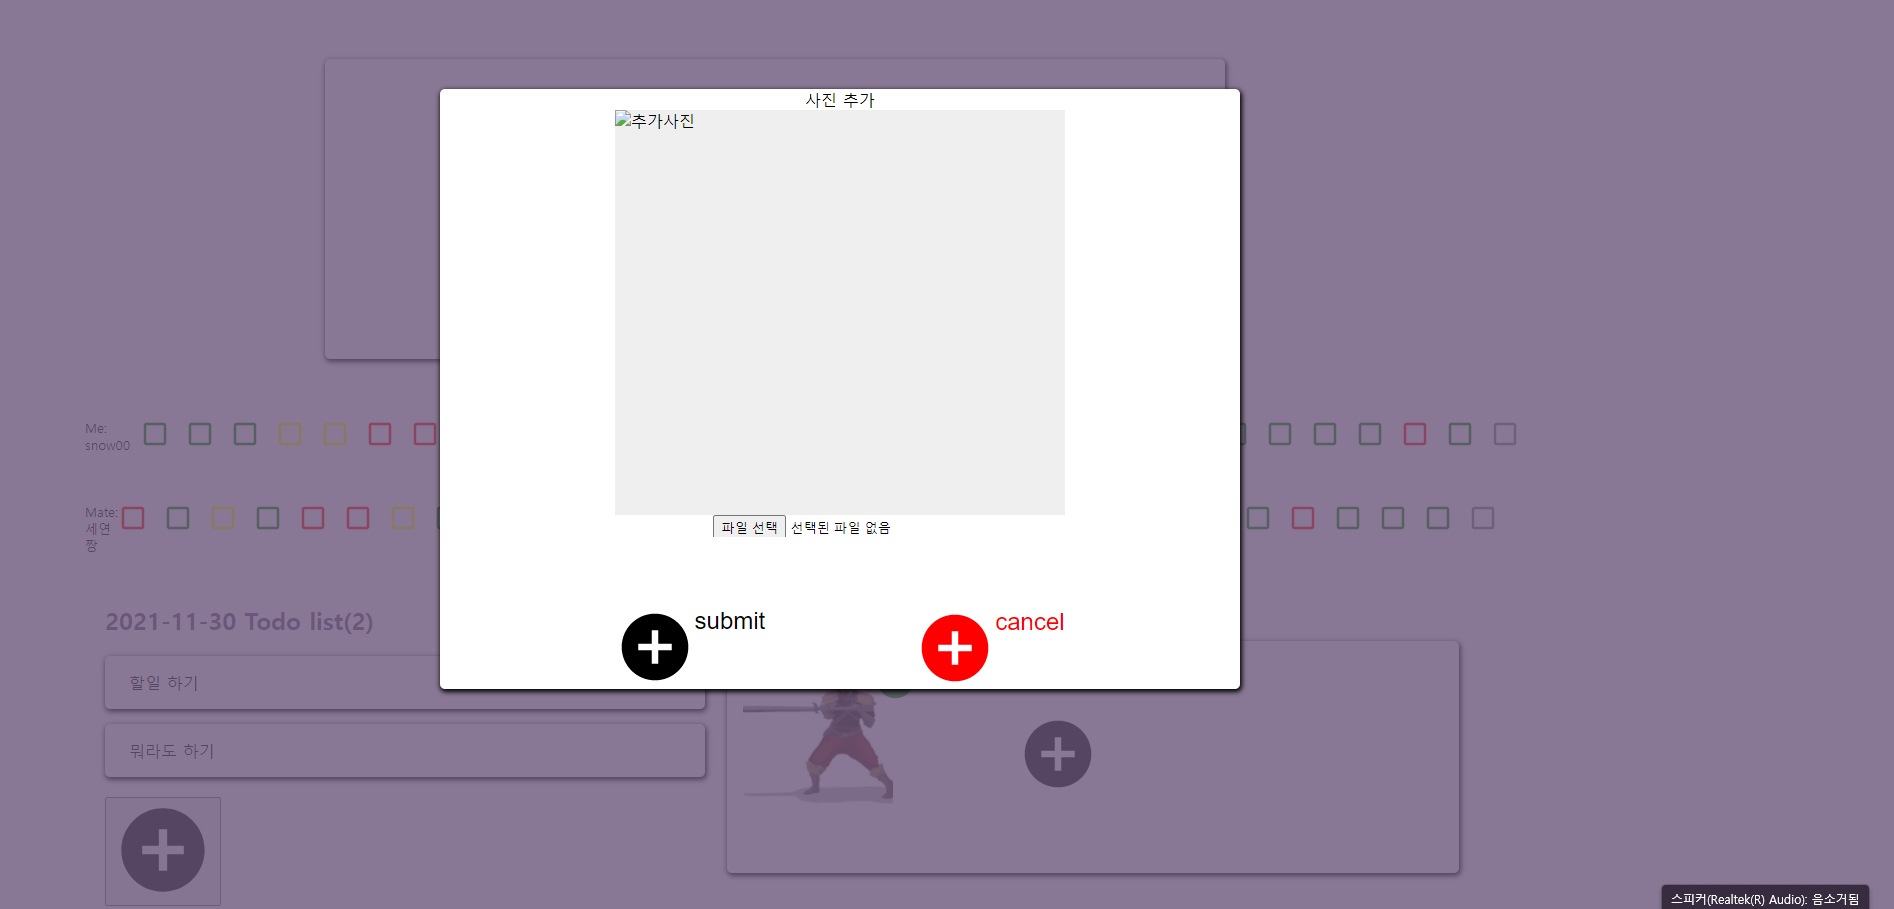 사진 추가
추가사진
파일 선택 선택된 파일 없음
submit
cancel
Me:
snow00
Mate:
세연
짱
2021-11-30 Todo list(2)
할일 하기
뭐라도 하기
스피커(Realtek(R) Audio): 음소거됨